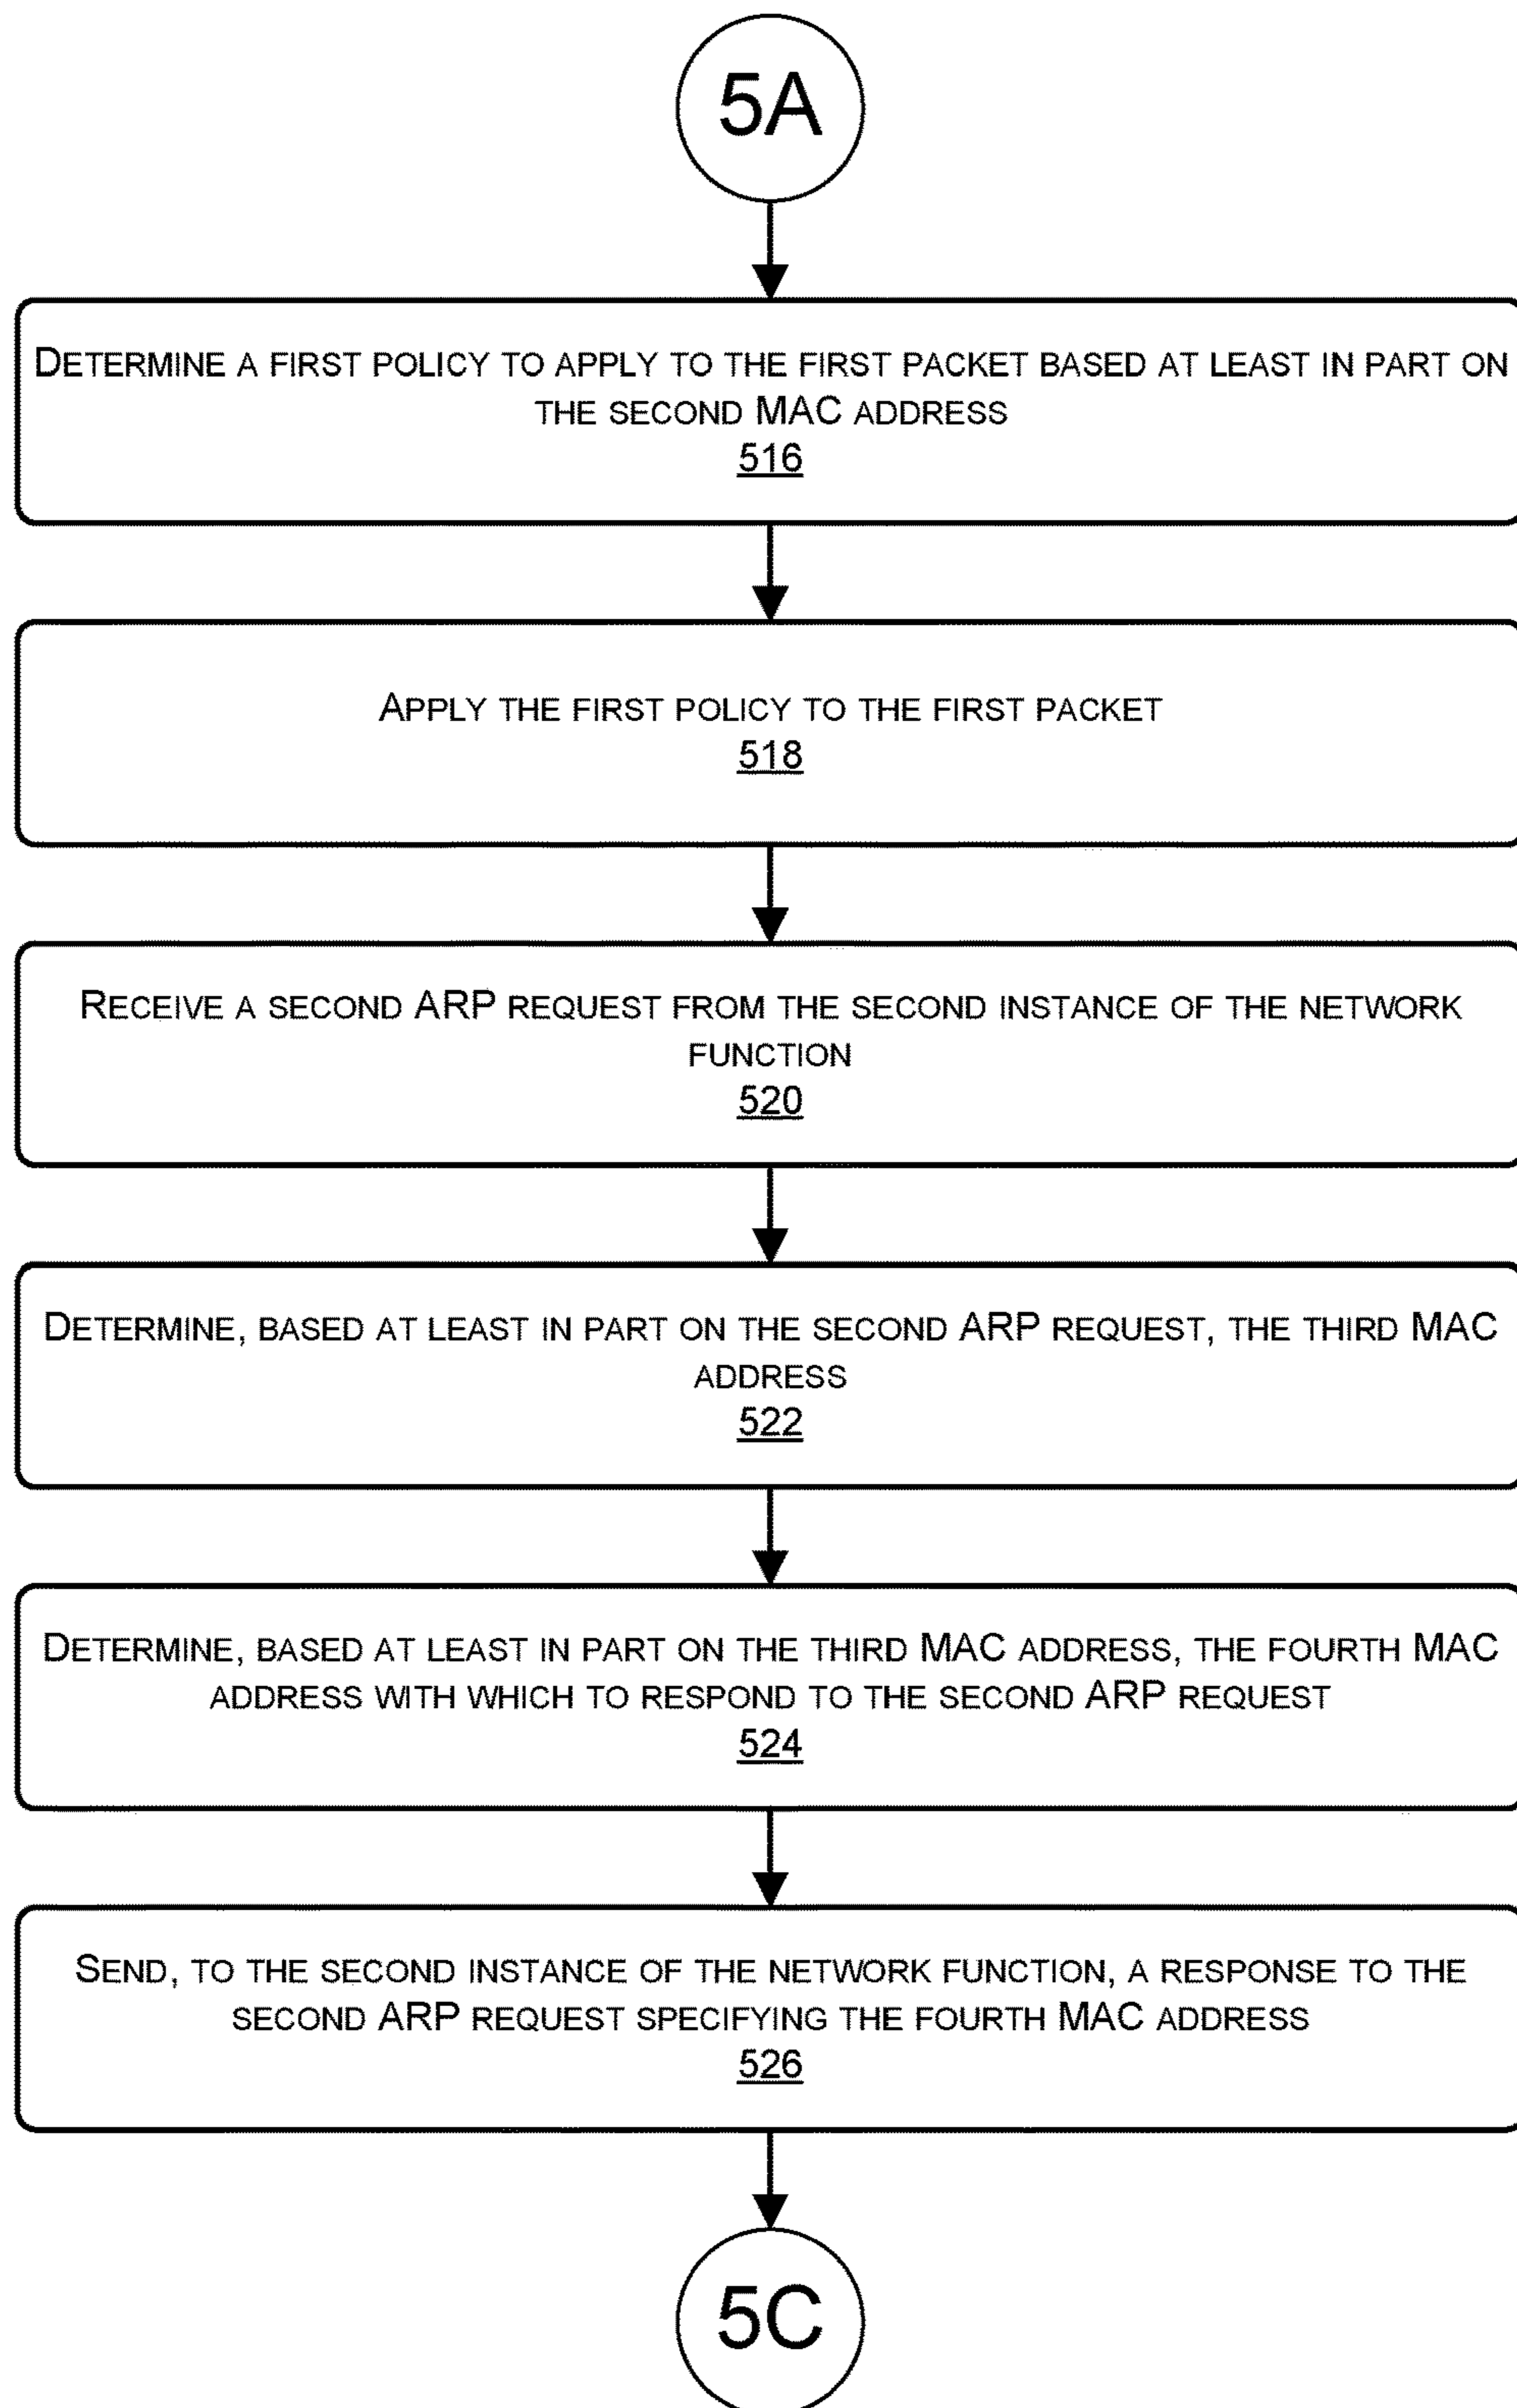 5A
DETERMINE A FIRST POLICY TO APPLY TO THE FIRST PACKET BASED AT LEAST IN PART ON
THE SECOND MAC ADDRESS
516
APPLY THE FIRST POLICY TO THE FIRST PACKET
518
RECEIVE A SECOND ARP REQUEST FROM THE SECOND INSTANCE OF THE NETWORK
FUNCTION
520
DETERMINE, BASED AT LEAST IN PART ON THE SECOND ARP REQUEST, THE THIRD MAC
ADDRESS
522
DETERMINE, BASED AT LEAST IN PART ON THE THIRD MAC ADDRESS, THE FOURTH MAC
ADDRESS WITH WHICH TO RESPOND TO THE SECOND ARP REQUEST
524
SEND, TO THE SECOND INSTANCE OF THE NETWORK FUNCTION, A RESPONSE TO THE
SECOND ARP REQUEST SPECIFYING THE FOURTH MAC ADDRESS
526
5C